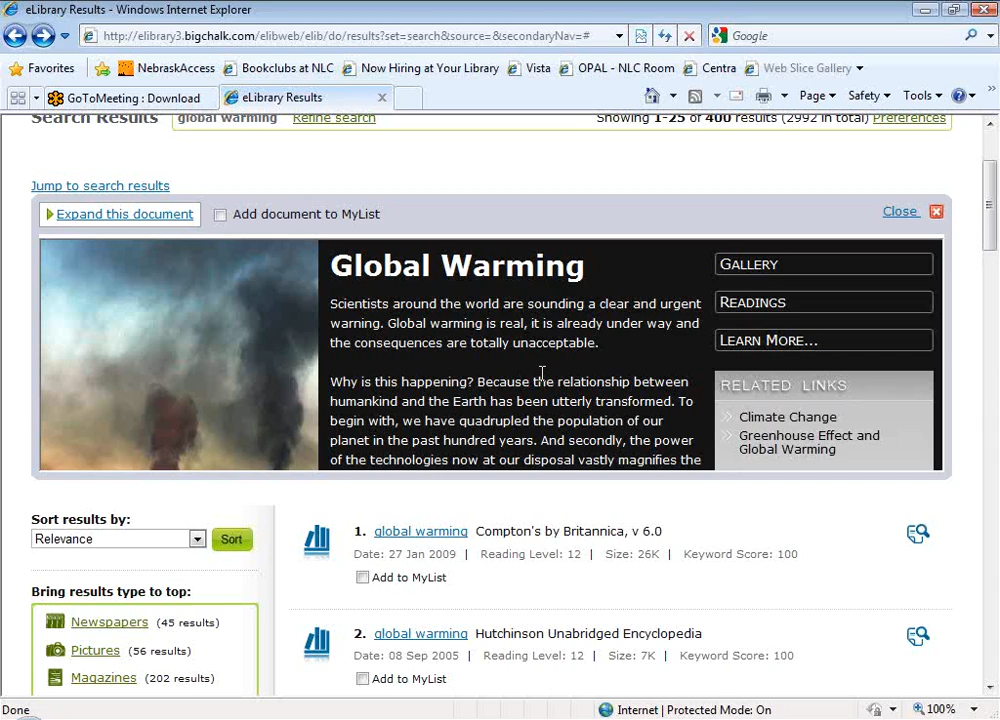 eLibrary Results - Windows Internet Explorer
http://elibrary3.bigchalk.com/elibweb/elib/do/results?set=search&source=&secondaryNav=#
Google
Favorites
NebraskAccess
Bookclubs at NLC
Now Hiring at Your Library
Vista
OPAL - NLC Room
Centra
Web Slice Gallery
GoToMeeting : Download
eLibrary Results
Page
Safety
Tools
Search Results
global warming
Refine search
Showing 1-25 of 400 results (2992 in total)
Preferences
Jump to search results
Expand this document
Add document to MyList
Close
Global Warming
Scientists around the world are sounding a clear and urgent
warning. Global warming is real, it is already under way and
the consequences are totally unacceptable.
Why is this happening? Because the relationship between
humankind and the Earth has been utterly transformed. To
begin with, we have quadrupled the population of our
planet in the past hundred years. And secondly, the power
of the technologies now at our disposal vastly magnifies the
GALLERY
READINGS
LEARN MORE...
RELATED LINKS
Climate Change
Greenhouse Effect and
Global Warming
Sort results by:
Relevance
Sort
Bring results type to top:
Newspapers (45 results)
Pictures (56 results)
Magazines (202 results)
1. global warming Compton's by Britannica, v 6.0
Date: 27 Jan 2009 | Reading Level: 12 | Size: 26K | Keyword Score: 100
Add to MyList
2. global warming Hutchinson Unabridged Encyclopedia
Date: 08 Sep 2005 | Reading Level: 12 | Size: 7K | Keyword Score: 100
Add to MyList
Done
Internet | Protected Mode: On
100%